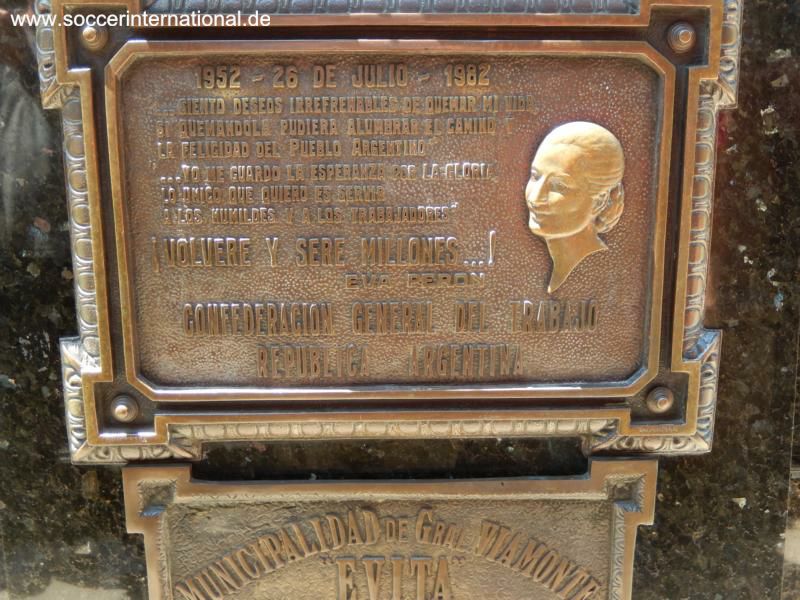 www.soccerinternational.de
1952 - 26 DE JULIO - 1982
"...SIENTO DESEOS IRREFRENABLES DE QUEMAR MI VIDA
SI QUEMANDOLA PUDIERA ALUMBRAR EL CAMINO Y
LA FELICIDAD DEL PUEBLO ARGENTINO"
"...YO ME GUARDO LA ESPERANZA POR LA GLORIA
LO UNICO QUE QUIERO ES SERVIR
A LOS HUMILDES Y A LOS TRABAJADORES"
¡VOLVERE Y SERE MILLONES...!
EVA PERON
CONFEDERACION GENERAL DEL TRABAJO
REPUBLICA ARGENTINA
MUNICIPALIDAD DE GRAL VIAMONTE
"EVITA